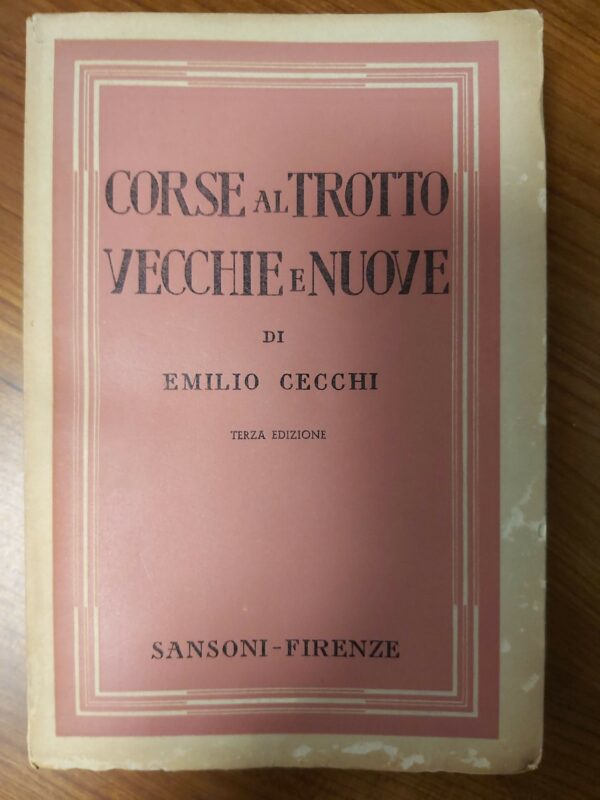 CORSE AL TROTTO
VECCHIE E NUOVE
DI
EMILIO CECCHI
TERZA EDIZIONE
SANSONI - FIRENZE